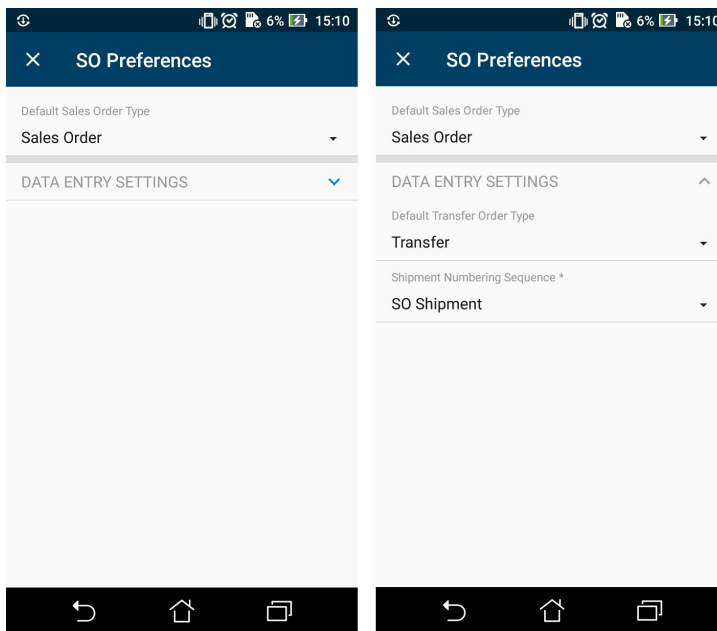 6% 15:10
SO Preferences
Default Sales Order Type
Sales Order
DATA ENTRY SETTINGS
6% 15:10
SO Preferences
Default Sales Order Type
Sales Order
DATA ENTRY SETTINGS
Default Transfer Order Type
Transfer
Shipment Numbering Sequence *
SO Shipment